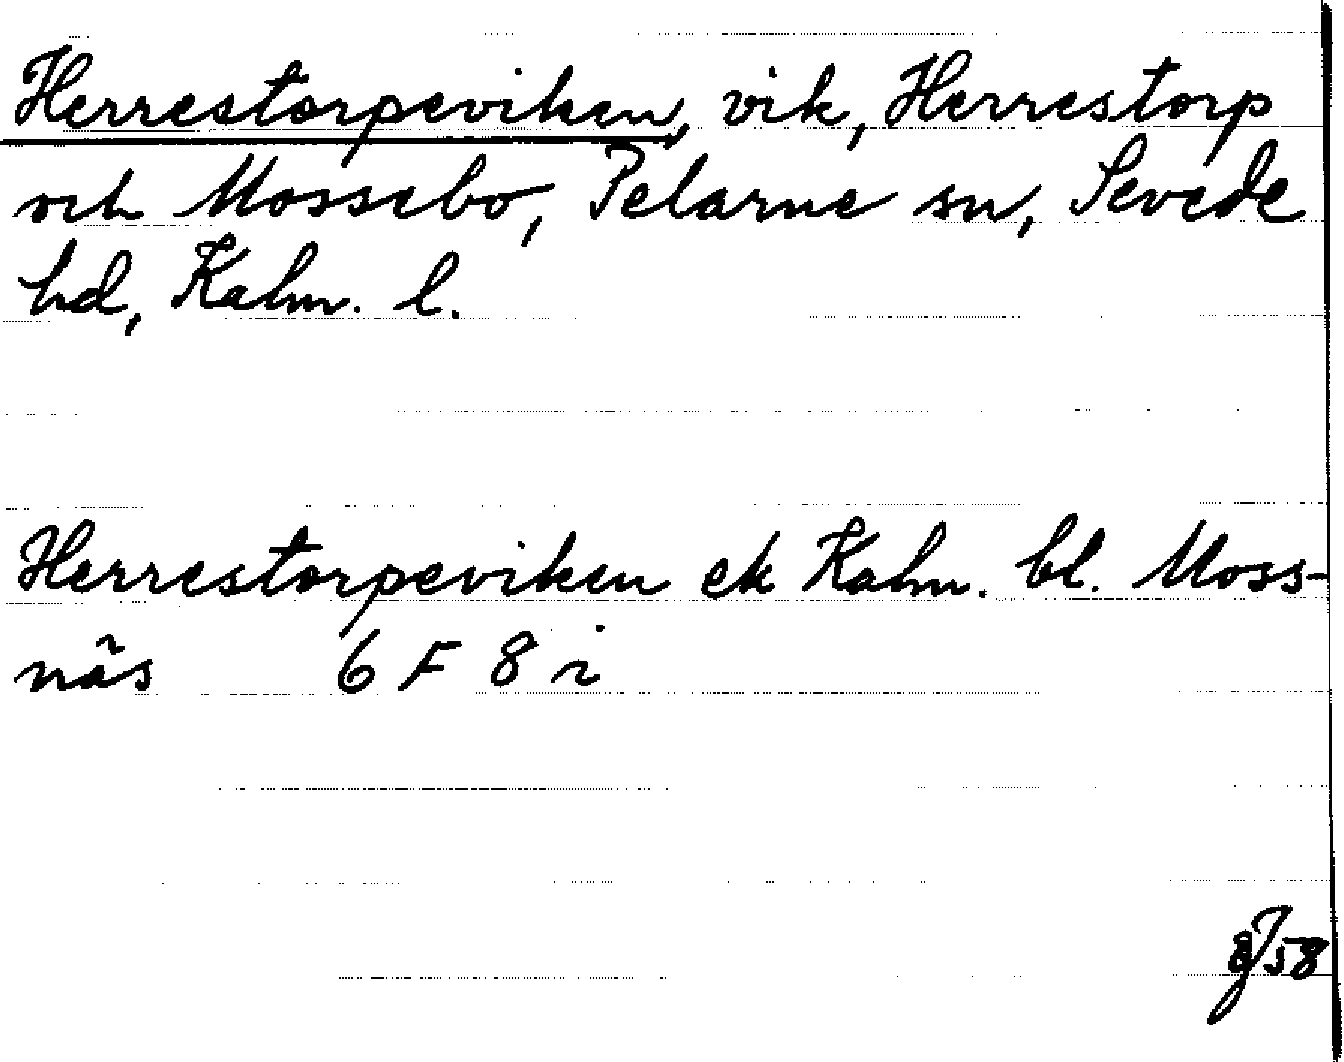 Herrestorpeviken, vik, Herrestorp
och Mossebo, Pelarne sn, Sevede
hd, Kalm. l.
Herrestorpeviken ek Kalm. bl. Moss-
näs 6 F 8 i
58